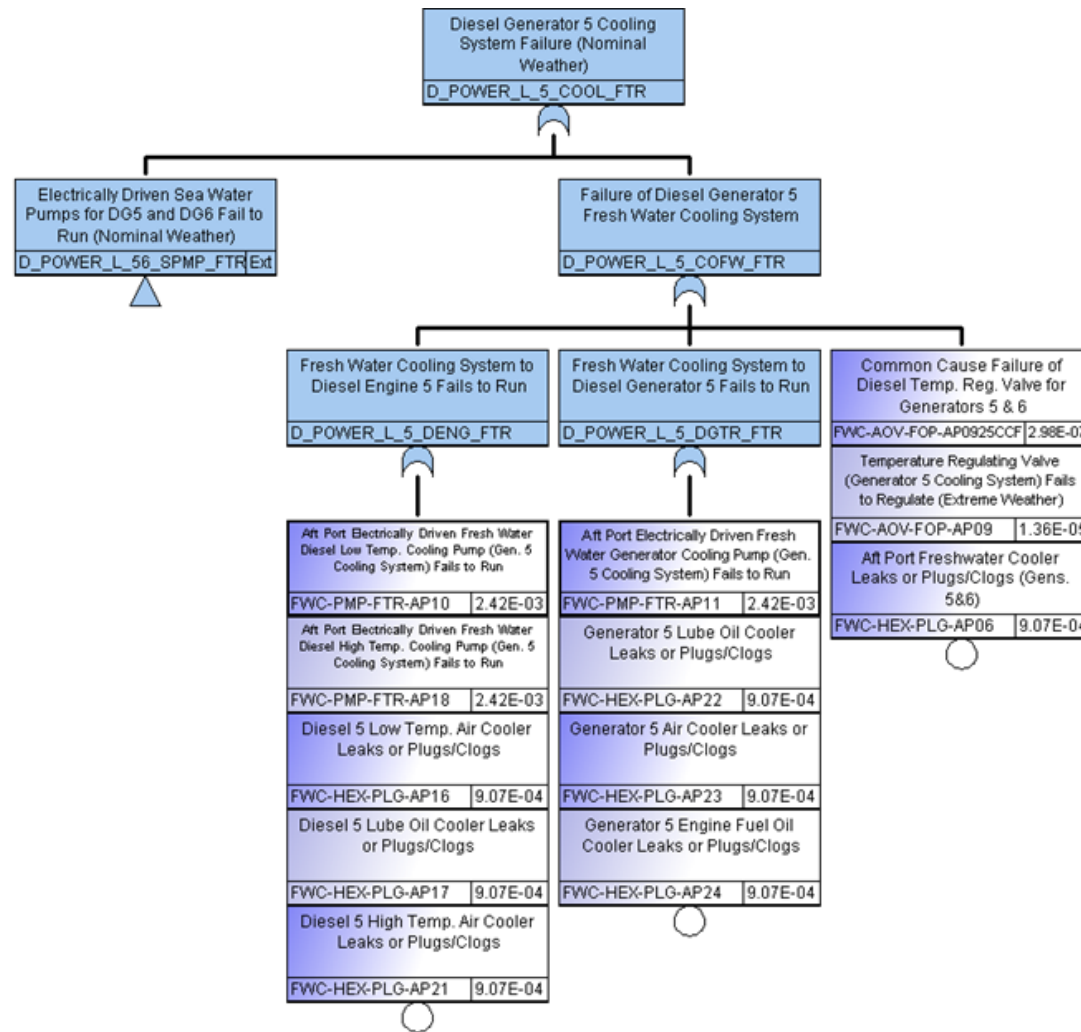 Diesel Generator 5 Cooling
System Failure (Nominal
Weather)
D_POWER_L_5_COOL_FTR
Electrically Driven Sea Water
Pumps for DG5 and DG6 Fail to
Run (Nominal Weather)
D_POWER_L_56_SPMP_FTR Ext
Failure of Diesel Generator 5
Fresh Water Cooling System
D_POWER_L_5_COFW_FTR
Fresh Water Cooling System to
Diesel Engine 5 Fails to Run
D_POWER_L_5_DENG_FTR
Fresh Water Cooling System to
Diesel Generator 5 Fails to Run
D_POWER_L_5_DGTR_FTR
Common Cause Failure of
Diesel Temp. Reg. Valve for
Generators 5 & 6
FWC-AOV-FOP-AP0925CCF 2.98E-07
Temperature Regulating Valve
(Generator 5 Cooling System) Fails
to Regulate (Extreme Weather)
FWC-AOV-FOP-AP09 1.36E-05
Aft Port Freshwater Cooler
Leaks or Plugs/Clogs (Gens.
5&6)
FWC-HEX-PLG-AP06 9.07E-04
Aft Port Electrically Driven Fresh Water
Diesel Low Temp. Cooling Pump (Gen. 5
Cooling System) Fails to Run
FWC-PMP-FTR-AP10 2.42E-03
Aft Port Electrically Driven Fresh Water
Diesel High Temp. Cooling Pump (Gen. 5
Cooling System) Fails to Run
FWC-PMP-FTR-AP18 2.42E-03
Diesel 5 Low Temp. Air Cooler
Leaks or Plugs/Clogs
FWC-HEX-PLG-AP16 9.07E-04
Diesel 5 Lube Oil Cooler Leaks
or Plugs/Clogs
FWC-HEX-PLG-AP17 9.07E-04
Diesel 5 High Temp. Air Cooler
Leaks or Plugs/Clogs
FWC-HEX-PLG-AP21 9.07E-04
Aft Port Electrically Driven Fresh
Water Generator Cooling Pump (Gen.
5 Cooling System) Fails to Run
FWC-PMP-FTR-AP11 2.42E-03
Generator 5 Lube Oil Cooler
Leaks or Plugs/Clogs
FWC-HEX-PLG-AP22 9.07E-04
Generator 5 Air Cooler Leaks or
Plugs/Clogs
FWC-HEX-PLG-AP23 9.07E-04
Generator 5 Engine Fuel Oil
Cooler Leaks or Plugs/Clogs
FWC-HEX-PLG-AP24 9.07E-04